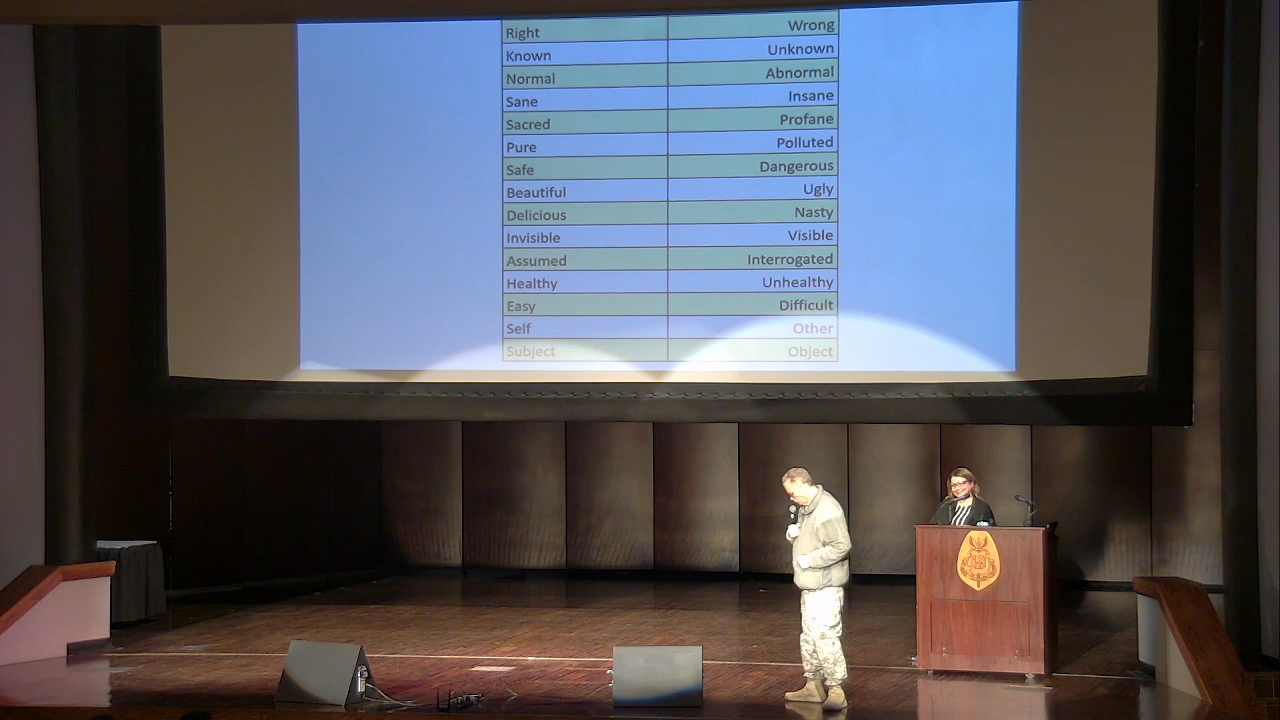 Right Wrong
Known Unknown
Normal Abnormal
Sane Insane
Sacred Profane
Pure Polluted
Safe Dangerous
Beautiful Ugly
Delicious Nasty
Invisible Visible
Assumed Interrogated
Healthy Unhealthy
Easy Difficult
Self Other
Subject Object